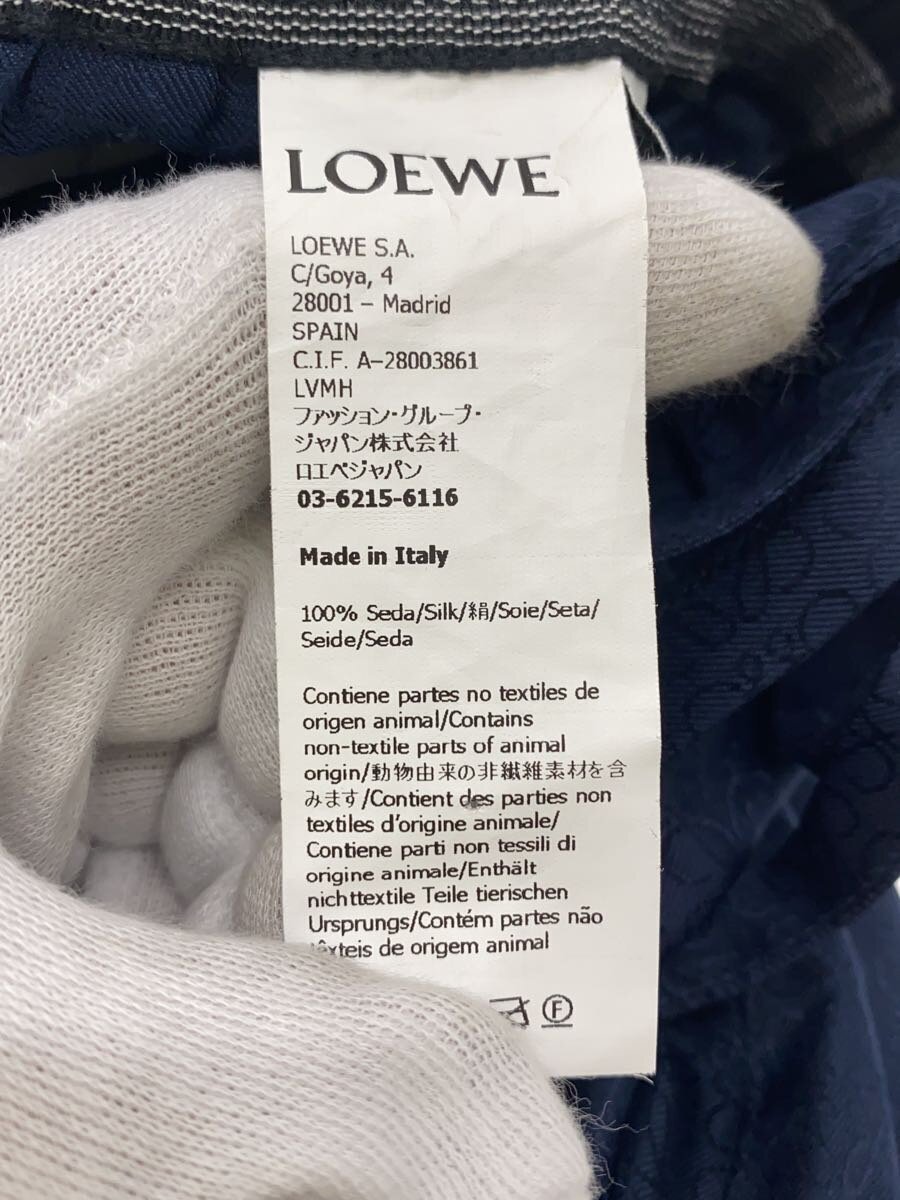 LOEWE
LOEWE S.A.
C/Goya, 4
28001 – Madrid
SPAIN
C.I.F. A-28003861
LVMH
ファッション・グループ・
ジャパン株式会社
ロエベジャパン
03-6215-6116
Made in Italy
100% Seda/Silk/絹/Soie/Seta/
Seide/Seda
Contiene partes no textiles de
origen animal/Contains
non-textile parts of animal
origin/動物由来の非繊維素材を含
みます/Contient des parties non
textiles d'origine animale/
Contiene parti non tessili di
origine animale/Enthält
nichttextile Teile tierischen
Ursprungs/Contém partes não
têxteis de origem animal
F